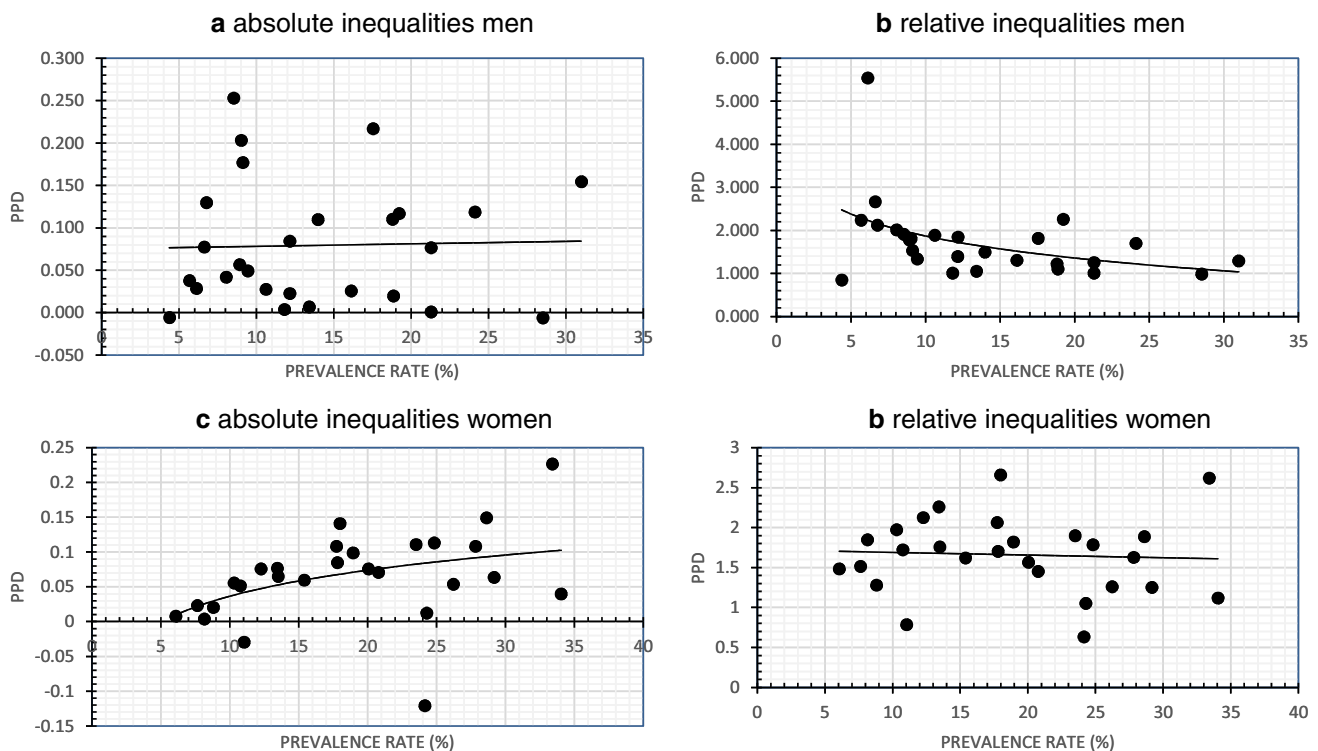 a absolute inequalities men
0.300
0.250
0.200
0.150
0.100
0.050
0.000
-0.050
PPD
0 5 10 15 20 25 30 35
PREVALENCE RATE (%)
b relative inequalities men
6.000
5.000
4.000
3.000
2.000
1.000
0.000
PPD
0 5 10 15 20 25 30 35
PREVALENCE RATE (%)
c absolute inequalities women
0.25
0.2
0.15
0.1
0.05
0
-0.05
-0.1
-0.15
PPD
0 5 10 15 20 25 30 35 40
PREVALENCE RATE (%)
b relative inequalities women
3
2.5
2
1.5
1
0.5
0
PPD
0 5 10 15 20 25 30 35 40
PREVALENCE RATE (%)